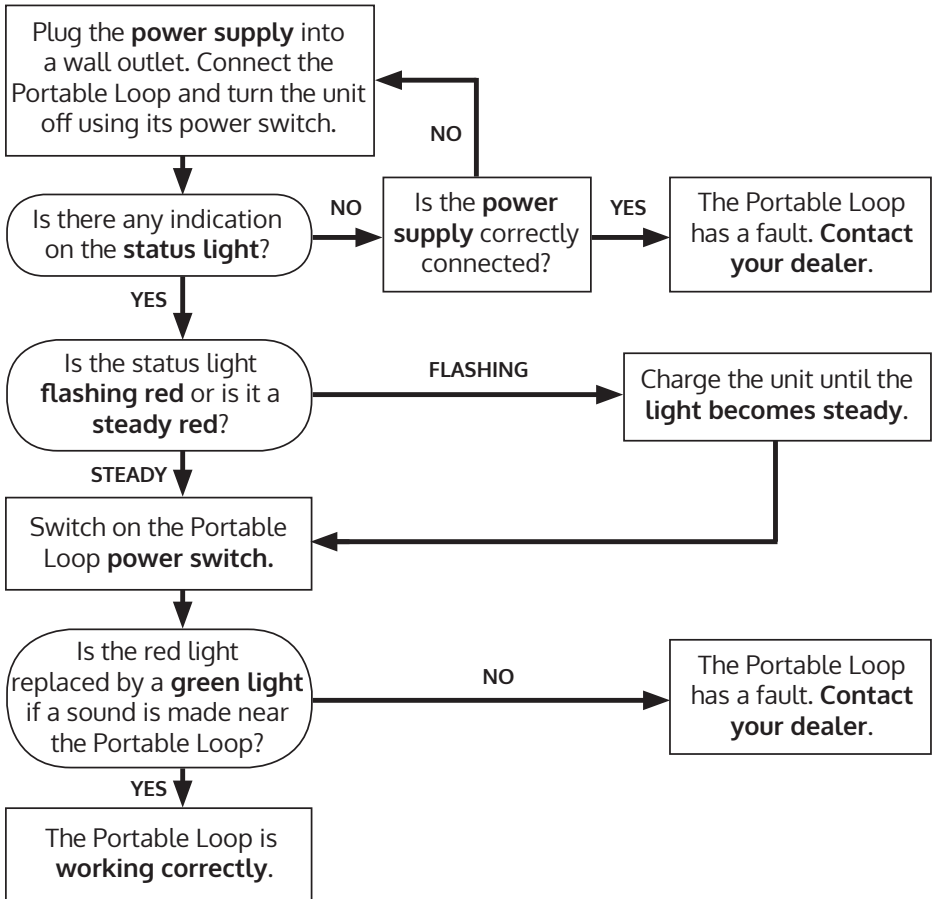 Plug the power supply into
a wall outlet. Connect the
Portable Loop and turn the unit
off using its power switch.
NO
Is there any indication
on the status light?
NO
Is the power
supply correctly
connected?
YES
The Portable Loop
has a fault. Contact
your dealer.
YES
Is the status light
flashing red or is it a
steady red?
FLASHING
Charge the unit until the
light becomes steady.
STEADY
Switch on the Portable
Loop power switch.
Is the red light
replaced by a green light
if a sound is made near
the Portable Loop?
NO
The Portable Loop
has a fault. Contact
your dealer.
YES
The Portable Loop is
working correctly.